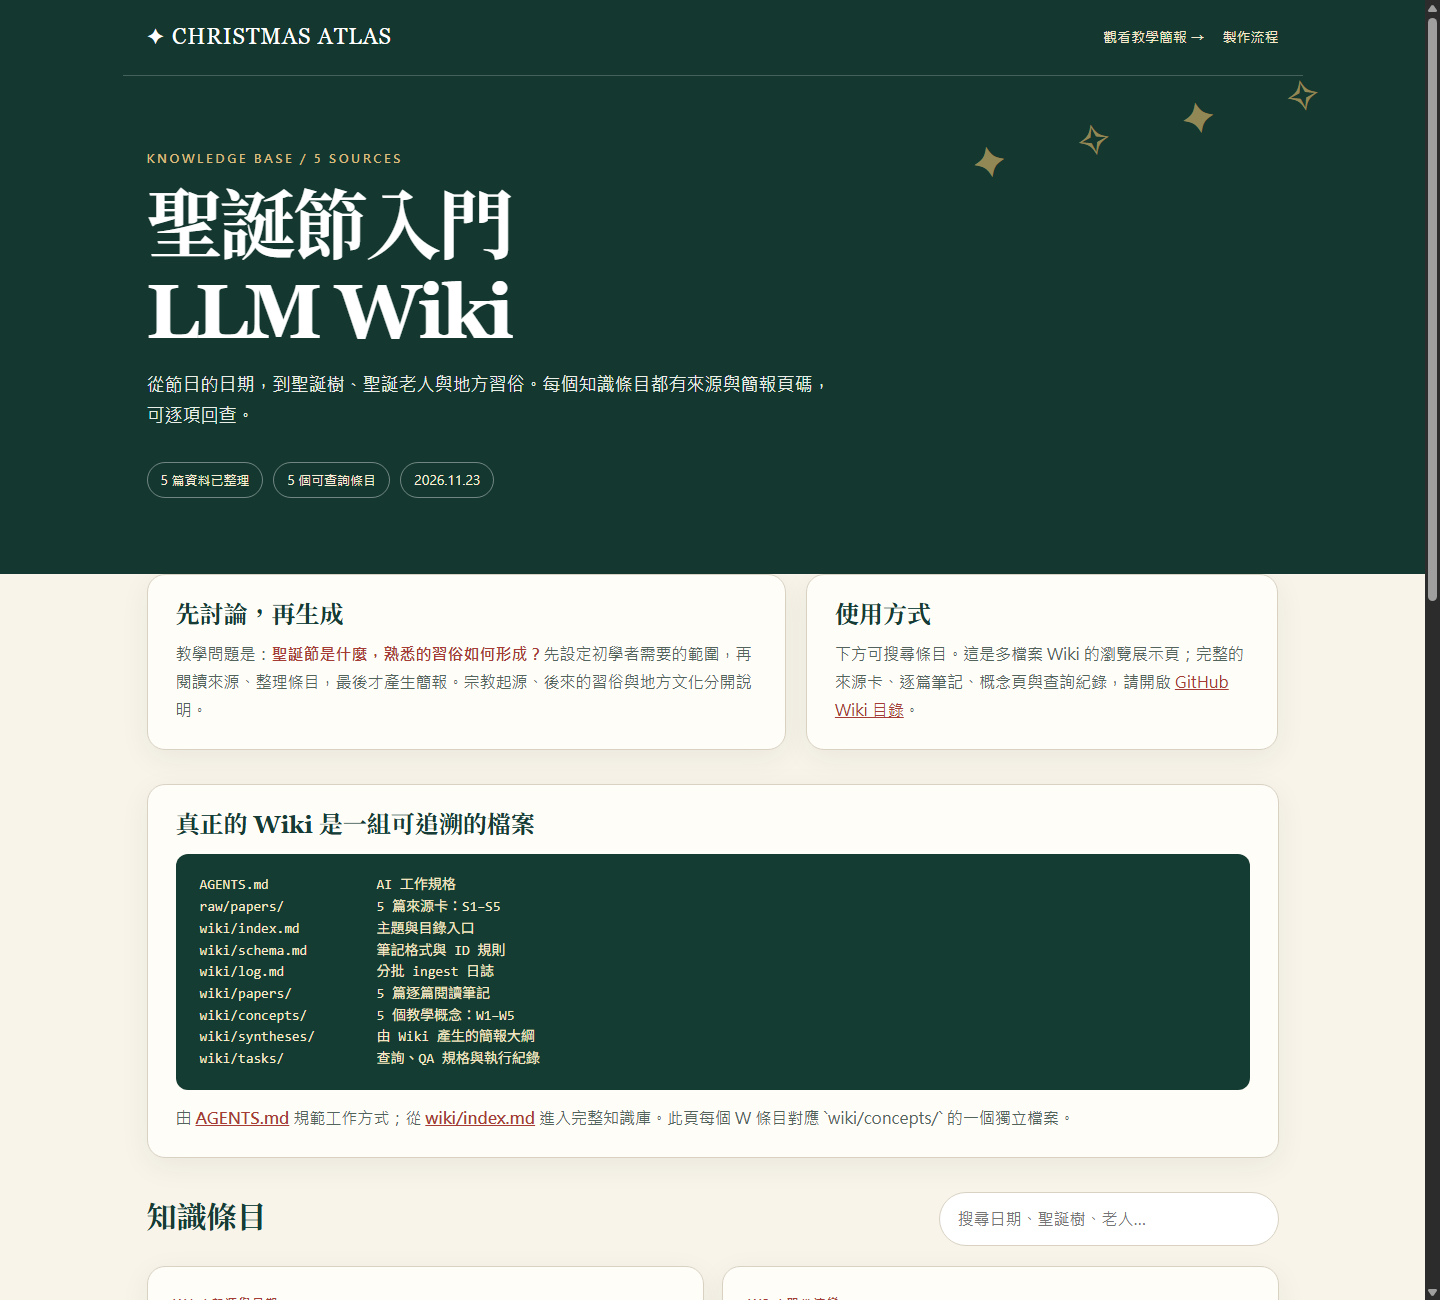 ✦ CHRISTMAS ATLAS
觀看教學簡報 → 製作流程
KNOWLEDGE BASE / 5 SOURCES
聖誕節入門
LLM Wiki
從節日的日期，到聖誕樹、聖誕老人與地方習俗。每個知識條目都有來源與簡報頁碼，
可逐項回查。
5 篇資料已整理
5 個可查詢條目
2026.11.23
先討論，再生成
教學問題是：聖誕節是什麼，熟悉的習俗如何形成？先設定初學者需要的範圍，再
閱讀來源、整理條目，最後才產生簡報。宗教起源、後來的習俗與地方文化分開說
明。
使用方式
下方可搜尋條目。這是多檔案 Wiki 的瀏覽展示頁；完整的
來源卡、逐篇筆記、概念頁與查詢紀錄，請開啟 GitHub
Wiki 目錄。
真正的 Wiki 是一組可追溯的檔案
AGENTS.md AI 工作規格
raw/papers/ 5 篇來源卡：S1–S5
wiki/index.md 主題與目錄入口
wiki/schema.md 筆記格式與 ID 規則
wiki/log.md 分批 ingest 日誌
wiki/papers/ 5 篇逐篇閱讀筆記
wiki/concepts/ 5 個教學概念：W1–W5
wiki/syntheses/ 由 Wiki 產生的簡報大綱
wiki/tasks/ 查詢、QA 規格與執行紀錄
由 AGENTS.md 規範工作方式；從 wiki/index.md 進入完整知識庫。此頁每個 W 條目對應 `wiki/concepts/` 的一個獨立檔案。
知識條目
搜尋日期、聖誕樹、老人...